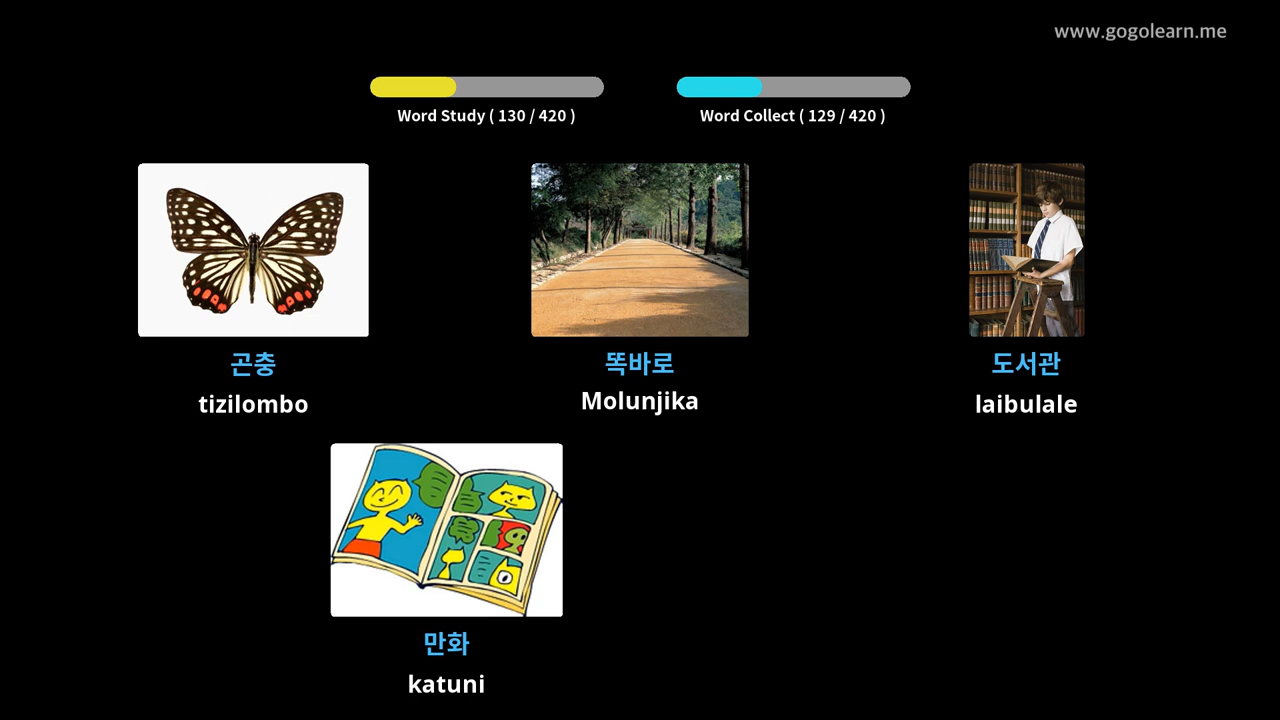 www.gogolearn.me
Word Study ( 130 / 420 )
Word Collect ( 129 / 420 )
곤충
tizilombo
똑바로
Molunjika
도서관
laibulale
만화
katuni